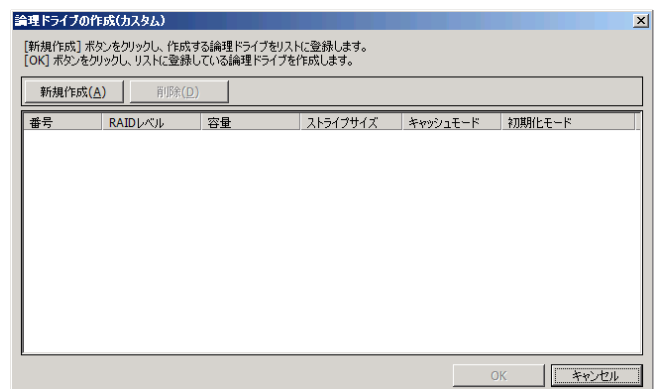 論理ドライブの作成(カスタム)
[新規作成] ボタンをクリックし、作成する論理ドライブをリストに登録します。
[OK] ボタンをクリックし、リストに登録している論理ドライブを作成します。
新規作成(A) 削除(D)
番号 RAIDレベル 容量 ストライプサイズ キャッシュモード 初期化モード
OK キャンセル